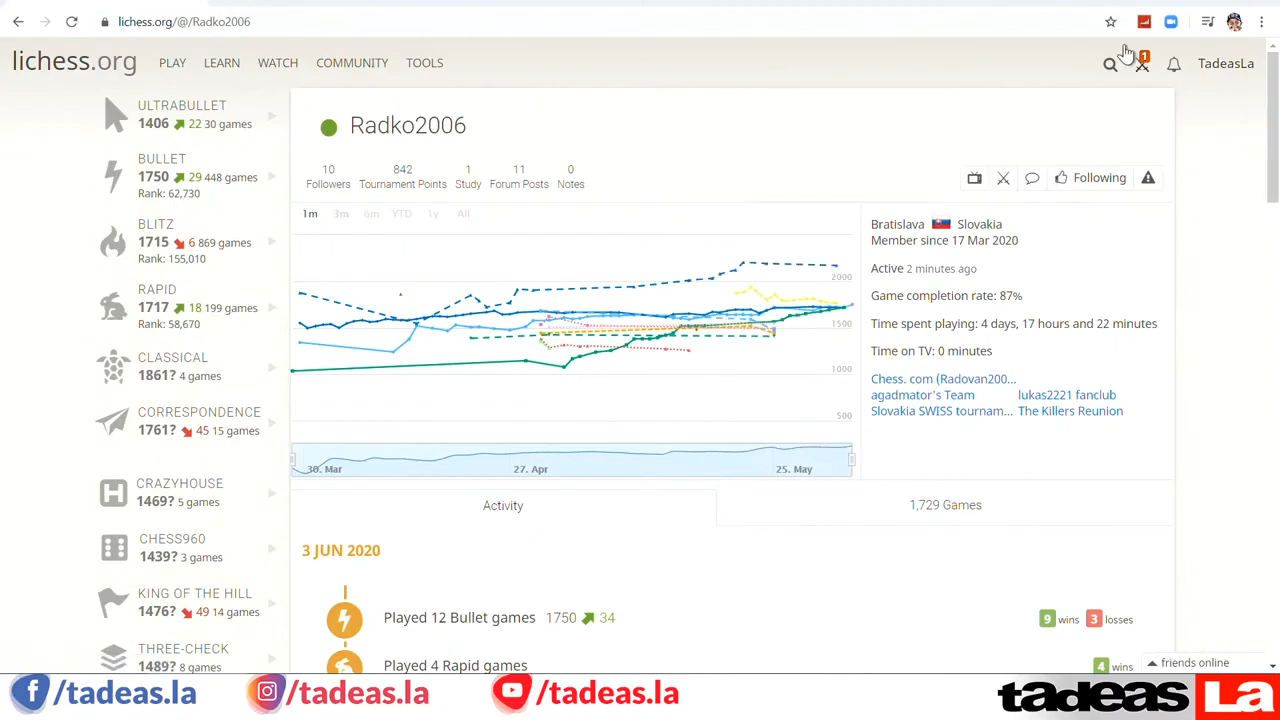 lichess.org/@/Radko2006
lichess.org
PLAY
LEARN
WATCH
COMMUNITY
TOOLS
1
TadeasLa
ULTRABULLET
1406 22 30 games
BULLET
1750 29 448 games
Rank: 62,730
BLITZ
1715 6 869 games
Rank: 155,010
RAPID
1717 18 199 games
Rank: 58,670
CLASSICAL
1861? 4 games
CORRESPONDENCE
1761? 45 15 games
CRAZYHOUSE
1469? 5 games
CHESS960
1439? 3 games
KING OF THE HILL
1476? 49 14 games
THREE-CHECK
1489? 8 games
Radko2006
10 842 1 11 0
Followers Tournament Points Study Forum Posts Notes
Following
1m 3m 6m YTD 1y All
2000
1500
1000
500
30. Mar 27. Apr 25. May
Bratislava Slovakia
Member since 17 Mar 2020
Active 2 minutes ago
Game completion rate: 87%
Time spent playing: 4 days, 17 hours and 22 minutes
Time on TV: 0 minutes
Chess. com (Radovan200...
agadmator's Team lukas2221 fanclub
Slovakia SWISS tournam... The Killers Reunion
Activity
1,729 Games
3 JUN 2020
Played 12 Bullet games 1750 34
9 wins 3 losses
Played 4 Rapid games
4 wins
friends online
f /tadeas.la
/tadeas.la
/tadeas.la
tadeas La